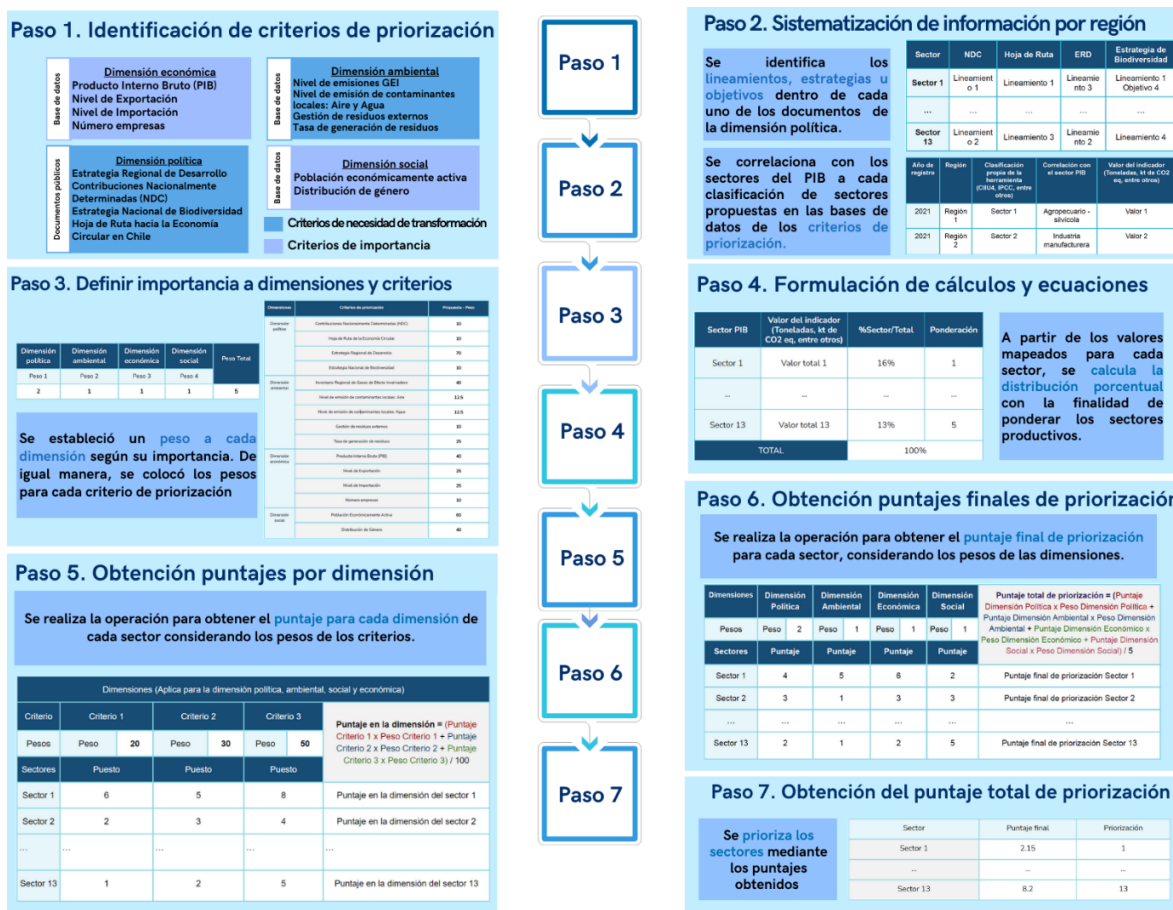 Paso 1. Identificación de criterios de priorización
Base de datos
Dimensión económica
Producto Interno Bruto (PIB)
Nivel de Exportación
Nivel de Importación
Número empresas
Base de datos
Dimensión ambiental
Nivel de emisiones GEI
Nivel de emisión de contaminantes
locales: Aire y Agua
Gestión de residuos externos
Tasa de generación de residuos
Documentos públicos
Dimensión política
Estrategia Regional de Desarrollo
Contribuciones Nacionalmente
Determinadas (NDC)
Estrategia Nacional de Biodiversidad
Hoja de Ruta hacia la Economía
Circular en Chile
Base de datos
Dimensión social
Población económicamente activa
Distribución de género
Criterios de necesidad de transformación
Criterios de importancia
Paso 1
Paso 2
Paso 3
Paso 4
Paso 5
Paso 6
Paso 7
Paso 2. Sistematización de información por región
Se identifica los
lineamientos, estrategias u
objetivos dentro de cada
uno de los documentos de
la dimensión política.
Sector NDC Hoja de Ruta ERD Estrategia de
Biodiversidad
Sector 1 Lineamient
o 1 Lineamiento 1 Lineamie
nto 3 Lineamiento 1
Objetivo 4
... ... ... ... ...
Sector
13 Lineamient
o 2 Lineamiento 3 Lineamie
nto 2 Lineamiento 4
Se correlaciona con los
sectores del PIB a cada
clasificación de sectores
propuestas en las bases de
datos de los criterios de
priorización.
Año de
registro Región Clasificación
propia de la
herramienta
(CIIU4, IPCC, entre
otros) Correlación con
el sector PIB Valor del indicador
(Toneladas, kt de CO2
eq, entre otros)
2021 Región
1 Sector 1 Agropecuario -
silvícola Valor 1
2021 Región
2 Sector 2 Industria
manufacturera Valor 2
Paso 3. Definir importancia a dimensiones y criterios
Dimensión
política Dimensión
ambiental Dimensión
económica Dimensión
social Peso Total
Peso 1 Peso 2 Peso 3 Peso 4
2 1 1 1 5
Se estableció un peso a cada
dimensión según su importancia. De
igual manera, se colocó los pesos
para cada criterio de priorización
Dimensiones Criterios de priorización Propuesta - Peso
Dimensión
política Contribuciones Nacionalmente Determinadas (NDC) 10
Hoja de Ruta de la Economía Circular 10
Estrategia Regional de Desarrollo 70
Estrategia Nacional de Biodiversidad 10
Dimensión
ambiental Inventario Regional de Gases de Efecto Invernadero 40
Nivel de emisión de contaminantes locales: Aire 12.5
Nivel de emisión de contaminantes locales: Agua 12.5
Gestión de residuos externos 10
Tasa de generación de residuos 25
Dimensión
económica Producto Interno Bruto (PIB) 40
Nivel de Exportación 25
Nivel de Importación 25
Número empresas 10
Dimensión
social Población Económicamente Activa 60
Distribución de Género 40
Paso 4. Formulación de cálculos y ecuaciones
Sector PIB Valor del indicador
(Toneladas, kt de
CO2 eq, entre otros) %Sector/Total Ponderación
Sector 1 Valor total 1 16% 1
... ... ... ...
Sector 13 Valor total 13 13% 5
TOTAL 100%
A partir de los valores
mapeados para cada
sector, se calcula la
distribución porcentual
con la finalidad de
ponderar los sectores
productivos.
Paso 5. Obtención puntajes por dimensión
Se realiza la operación para obtener el puntaje para cada dimensión de
cada sector considerando los pesos de los criterios.
Dimensiones (Aplica para la dimensión política, ambiental, social y económica)
Criterio Criterio 1 Criterio 2 Criterio 3
Pesos Peso 20 Peso 30 Peso 50
Puntaje en la dimensión = (Puntaje
Criterio 1 x Peso Criterio 1 + Puntaje
Criterio 2 x Peso Criterio 2 + Puntaje
Criterio 3 x Peso Criterio 3) / 100
Sectores Puesto Puesto Puesto
Sector 1 6 5 8 Puntaje en la dimensión del sector 1
Sector 2 2 3 4 Puntaje en la dimensión del sector 2
... ... ... ... ...
Sector 13 1 2 5 Puntaje en la dimensión del sector 13
Paso 6. Obtención puntajes finales de priorización
Se realiza la operación para obtener el puntaje final de priorización
para cada sector, considerando los pesos de las dimensiones.
Dimensiones Dimensión
Política Dimensión
Ambiental Dimensión
Económica Dimensión
Social
Pesos Peso 2 Peso 1 Peso 1 Peso 1
Puntaje total de priorización = (Puntaje
Dimensión Política x Peso Dimensión Política +
Puntaje Dimensión Ambiental x Peso Dimensión
Ambiental + Puntaje Dimensión Económico x
Peso Dimensión Económico + Puntaje Dimensión
Social x Peso Dimensión Social) / 5
Sectores Puntaje Puntaje Puntaje Puntaje
Sector 1 4 5 6 2 Puntaje final de priorización Sector 1
Sector 2 3 1 3 3 Puntaje final de priorización Sector 2
... ... ... ... ... ...
Sector 13 2 1 2 5 Puntaje final de priorización Sector 13
Paso 7. Obtención del puntaje total de priorización
Se prioriza los
sectores mediante
los puntajes
obtenidos
Sector Puntaje final Priorización
Sector 1 2.15 1
... ... ...
Sector 13 8.2 13